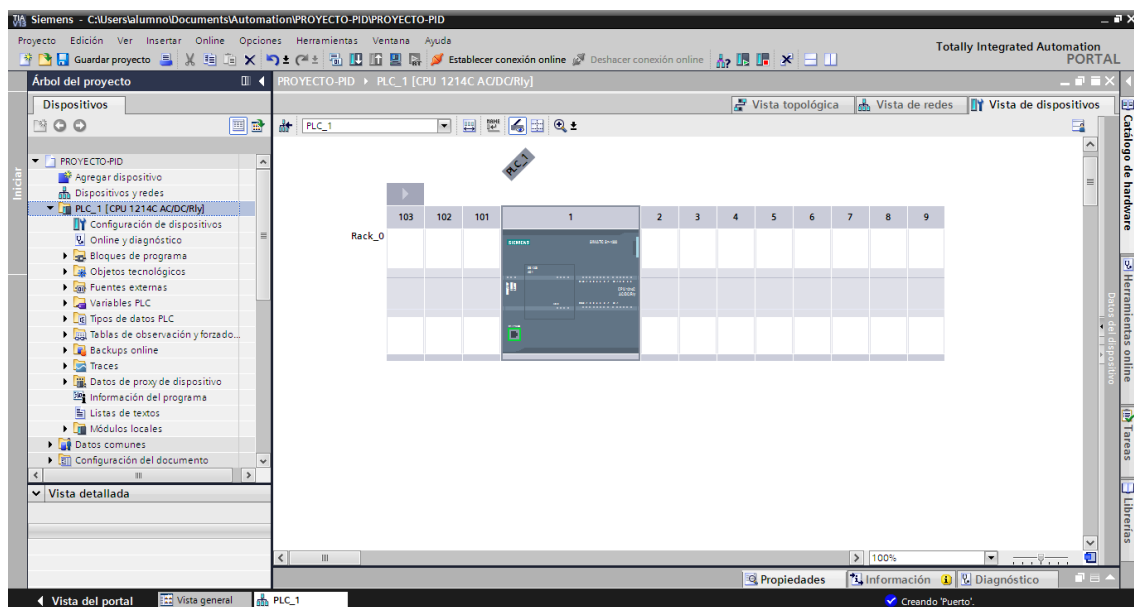 Siemens - C:\Users\alumno\Documents\Automation\PROYECTO-PID\PROYECTO-PID
Proyecto Edición Ver Insertar Online Opciones Herramientas Ventana Ayuda
Totally Integrated Automation
PORTAL
Guardar proyecto
Establecer conexión online
Deshacer conexión online
Árbol del proyecto
PROYECTO-PID ▸ PLC_1 [CPU 1214C AC/DC/Rly]
Dispositivos
Vista topológica
Vista de redes
Vista de dispositivos
PLC_1
Iniciar
PROYECTO-PID
Agregar dispositivo
Dispositivos y redes
PLC_1 [CPU 1214C AC/DC/Rly]
Configuración de dispositivos
Online y diagnóstico
Bloques de programa
Objetos tecnológicos
Fuentes externas
Variables PLC
Tipos de datos PLC
Tablas de observación y forzado...
Backups online
Traces
Datos de proxy de dispositivo
Información del programa
Listas de textos
Módulos locales
Datos comunes
Configuración del documento
Vista detallada
PLC_1
103 102 101 1 2 3 4 5 6 7 8 9
Rack_0
SIEMENS
Datos del dispositivo
Catálogo de hardware
Herramientas online
Tareas
Librerías
100%
Propiedades
Información
Diagnóstico
Vista del portal
Vista general
PLC_1
Creando 'Puerto'.